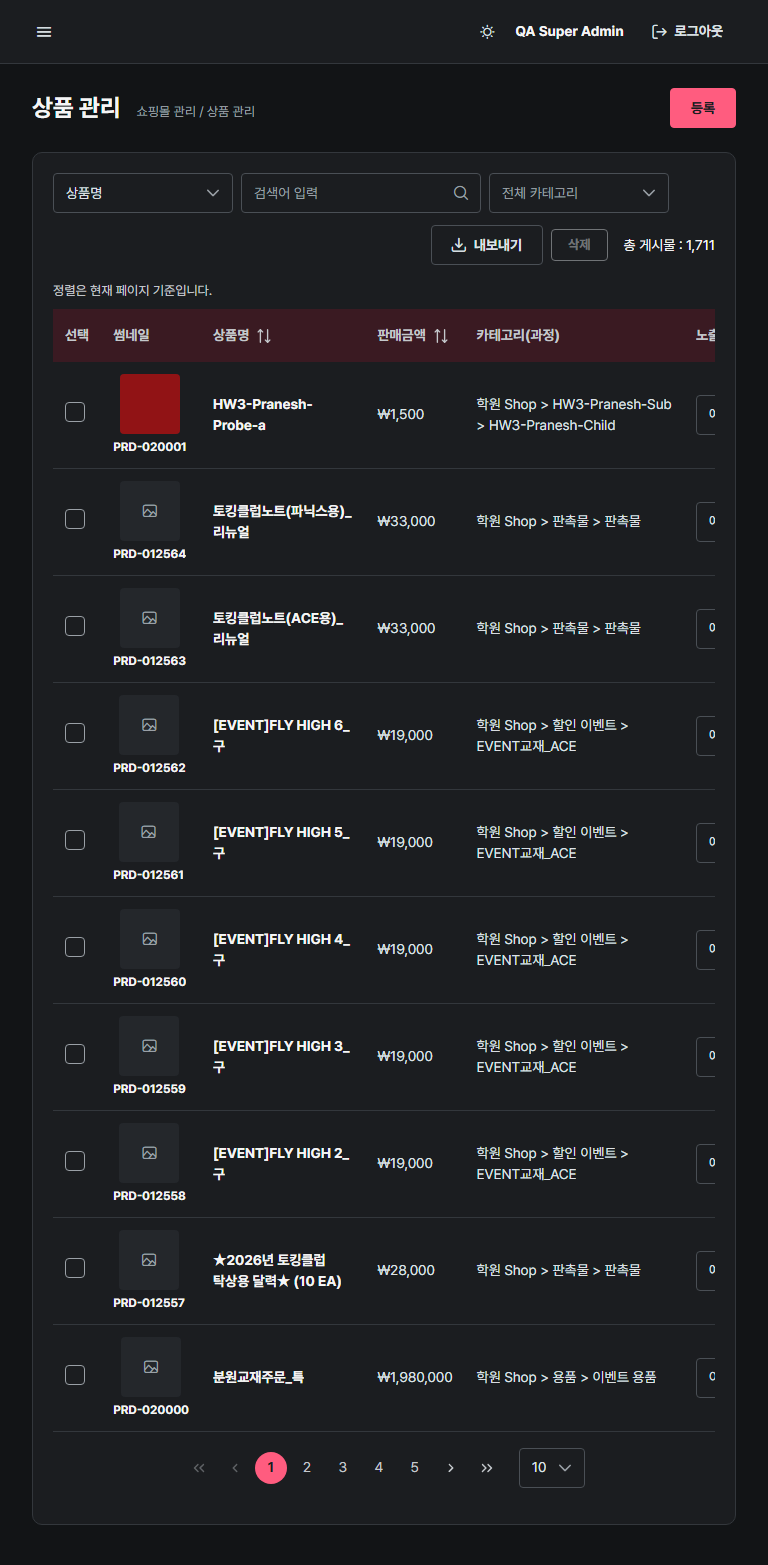 QA Super Admin 로그아웃
상품 관리 쇼핑몰 관리 / 상품 관리 등록
상품명 검색어 입력 전체 카테고리
내보내기 삭제 총 게시물 : 1,711
정렬은 현재 페이지 기준입니다.
선택 썸네일 상품명 판매금액 카테고리(과정)
HW3-Pranesh-
Probe-a
₩1,500
학원 Shop > HW3-Pranesh-Sub
> HW3-Pranesh-Child
PRD-020001
토킹클럽노트(파닉스용)_
리뉴얼
₩33,000
학원 Shop > 판촉물 > 판촉물
PRD-012564
토킹클럽노트(ACE용)_
리뉴얼
₩33,000
학원 Shop > 판촉물 > 판촉물
PRD-012563
[EVENT]FLY HIGH 6_
구
₩19,000
학원 Shop > 할인 이벤트 >
EVENT교재_ACE
PRD-012562
[EVENT]FLY HIGH 5_
구
₩19,000
학원 Shop > 할인 이벤트 >
EVENT교재_ACE
PRD-012561
[EVENT]FLY HIGH 4_
구
₩19,000
학원 Shop > 할인 이벤트 >
EVENT교재_ACE
PRD-012560
[EVENT]FLY HIGH 3_
구
₩19,000
학원 Shop > 할인 이벤트 >
EVENT교재_ACE
PRD-012559
[EVENT]FLY HIGH 2_
구
₩19,000
학원 Shop > 할인 이벤트 >
EVENT교재_ACE
PRD-012558
★2026년 토킹클럽
탁상용 달력★ (10 EA)
₩28,000
학원 Shop > 판촉물 > 판촉물
PRD-012557
분원교재주문_톡
₩1,980,000
학원 Shop > 용품 > 이벤트 용품
PRD-020000
1 2 3 4 5 10